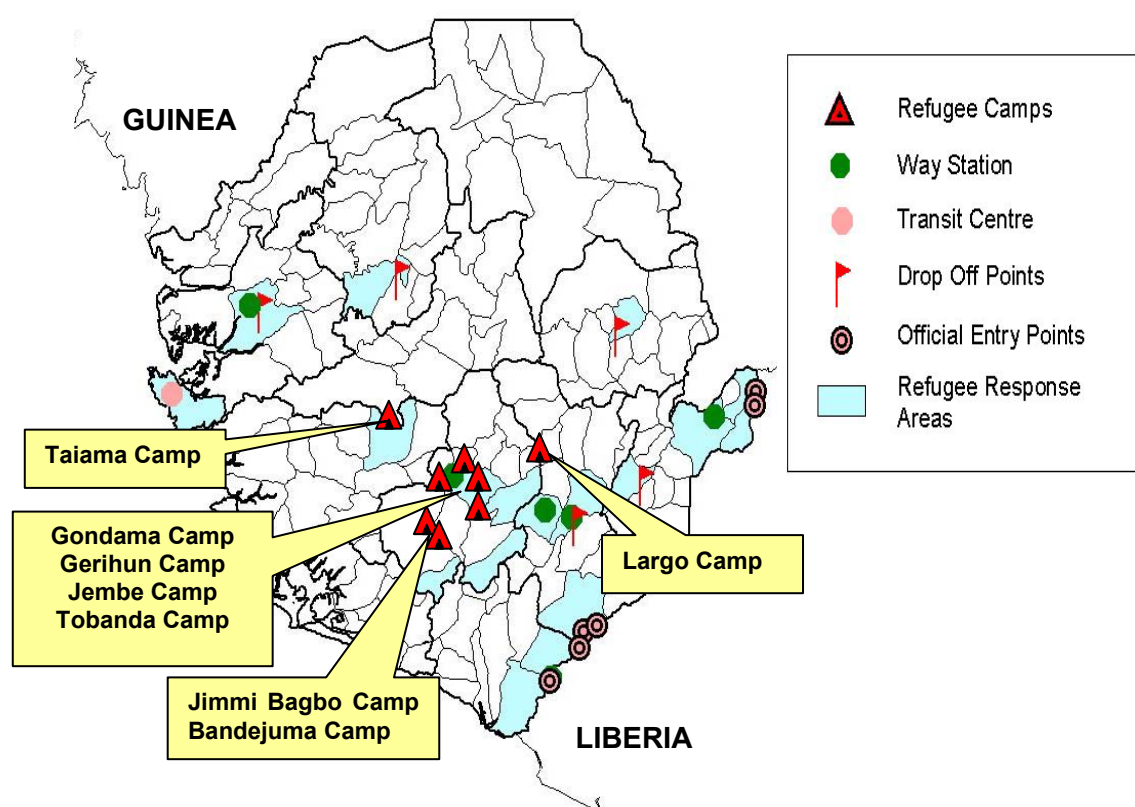 GUINEA
Refugee Camps
Way Station
Transit Centre
Drop Off Points
Official Entry Points
Refugee Response
Areas
Taiama Camp
Gondama Camp
Gerihun Camp
Jembe Camp
Tobanda Camp
Largo Camp
Jimmi Bagbo Camp
Bandejuma Camp
LIBERIA